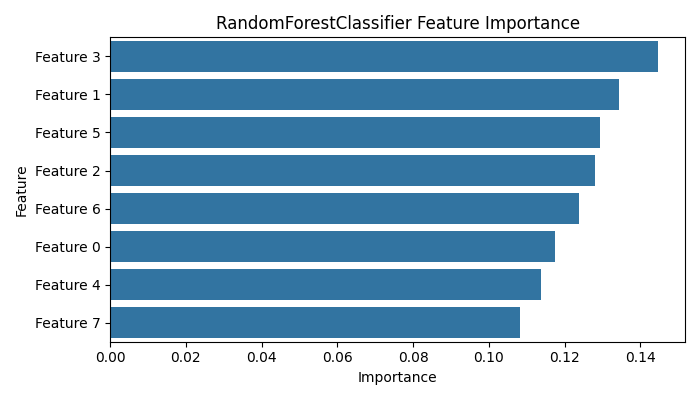 RandomForestClassifier Feature Importance
Feature 3
Feature 1
Feature 5
Feature 2
Feature 6
Feature 0
Feature 4
Feature 7
Feature
0.00 0.02 0.04 0.06 0.08 0.10 0.12 0.14
Importance